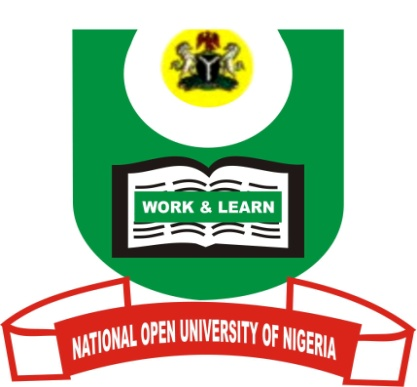 WORK & LEARN
NATIONAL OPEN UNIVERSITY OF NIGERIA